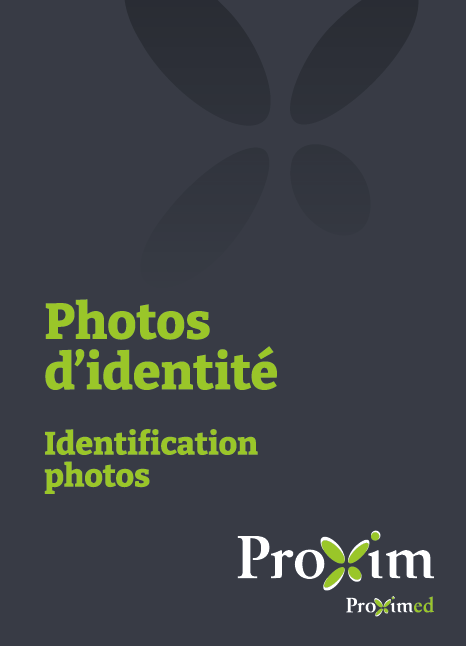 Photos
d'identité
Identification
photos
Proxim
Proximed